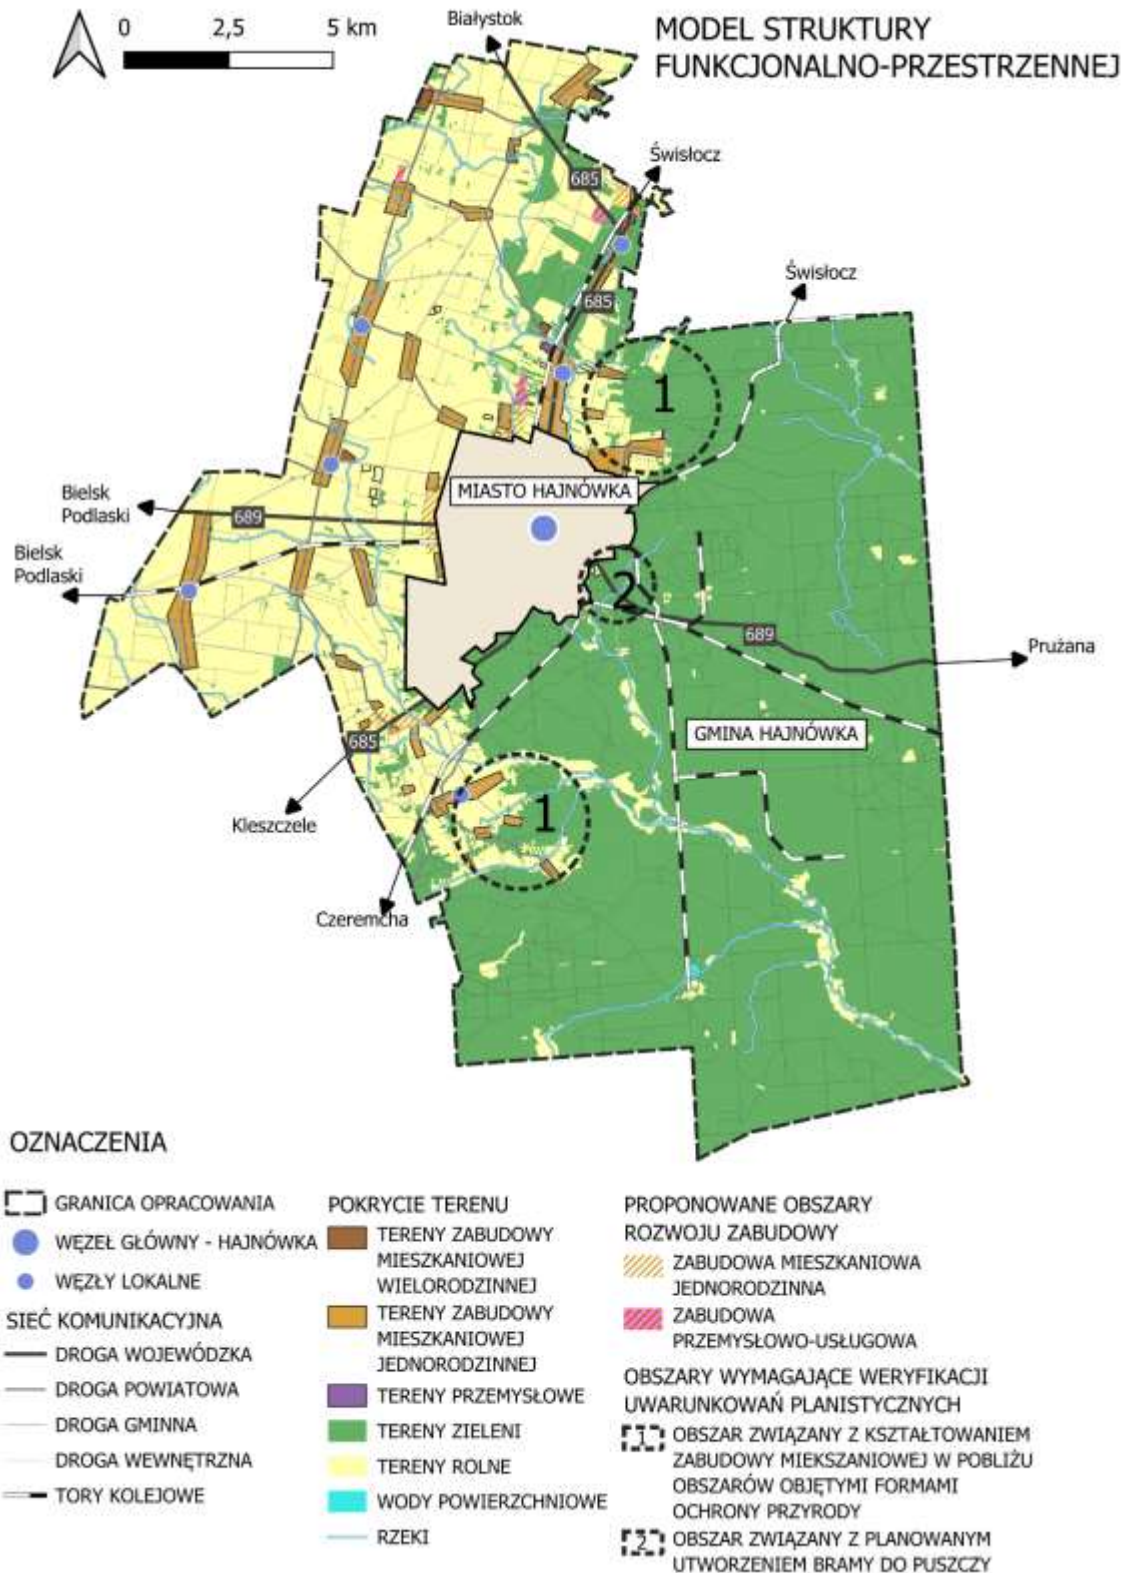 0 2,5 5 km
MODEL STRUKTURY
FUNKCJONALNO-PRZESTRZENNEJ
Białystok
Świsłocz
685
Świsłocz
685
Bielsk
Podlaski
689
MIASTO HAJNÓWKA
1
Bielsk
Podlaski
2
689
Prużana
GMINA HAJNÓWKA
685
Kleszczele
1
Czeremcha
OZNACZENIA
GRANICA OPRACOWANIA
WĘZEŁ GŁÓWNY - HAJNÓWKA
WĘZŁY LOKALNE
SIEĆ KOMUNIKACYJNA
DROGA WOJEWÓDZKA
DROGA POWIATOWA
DROGA GMINNA
DROGA WEWNĘTRZNA
TORY KOLEJOWE
POKRYCIE TERENU
TERENY ZABUDOWY
MIESZKANIOWEJ
WIELORODZINNEJ
TERENY ZABUDOWY
MIESZKANIOWEJ
JEDNORODZINNEJ
TERENY PRZEMYSŁOWE
TERENY ZIELENI
TERENY ROLNE
WODY POWIERZCHNIOWE
RZEKI
PROPONOWANE OBSZARY
ROZWOJU ZABUDOWY
ZABUDOWA MIESZKANIOWA
JEDNORODZINNA
ZABUDOWA
PRZEMYSŁOWO-USŁUGOWA
OBSZARY WYMAGAJĄCE WERYFIKACJI
UWARUNKOWAŃ PLANISTYCZNYCH
1 OBSZAR ZWIĄZANY Z KSZTAŁTOWANIEM
ZABUDOWY MIEKSZANIOWEJ W POBLIŻU
OBSZARÓW OBJĘTYMI FORMAMI
OCHRONY PRZYRODY
2 OBSZAR ZWIĄZANY Z PLANOWANYM
UTWORZENIEM BRAMY DO PUSZCZY